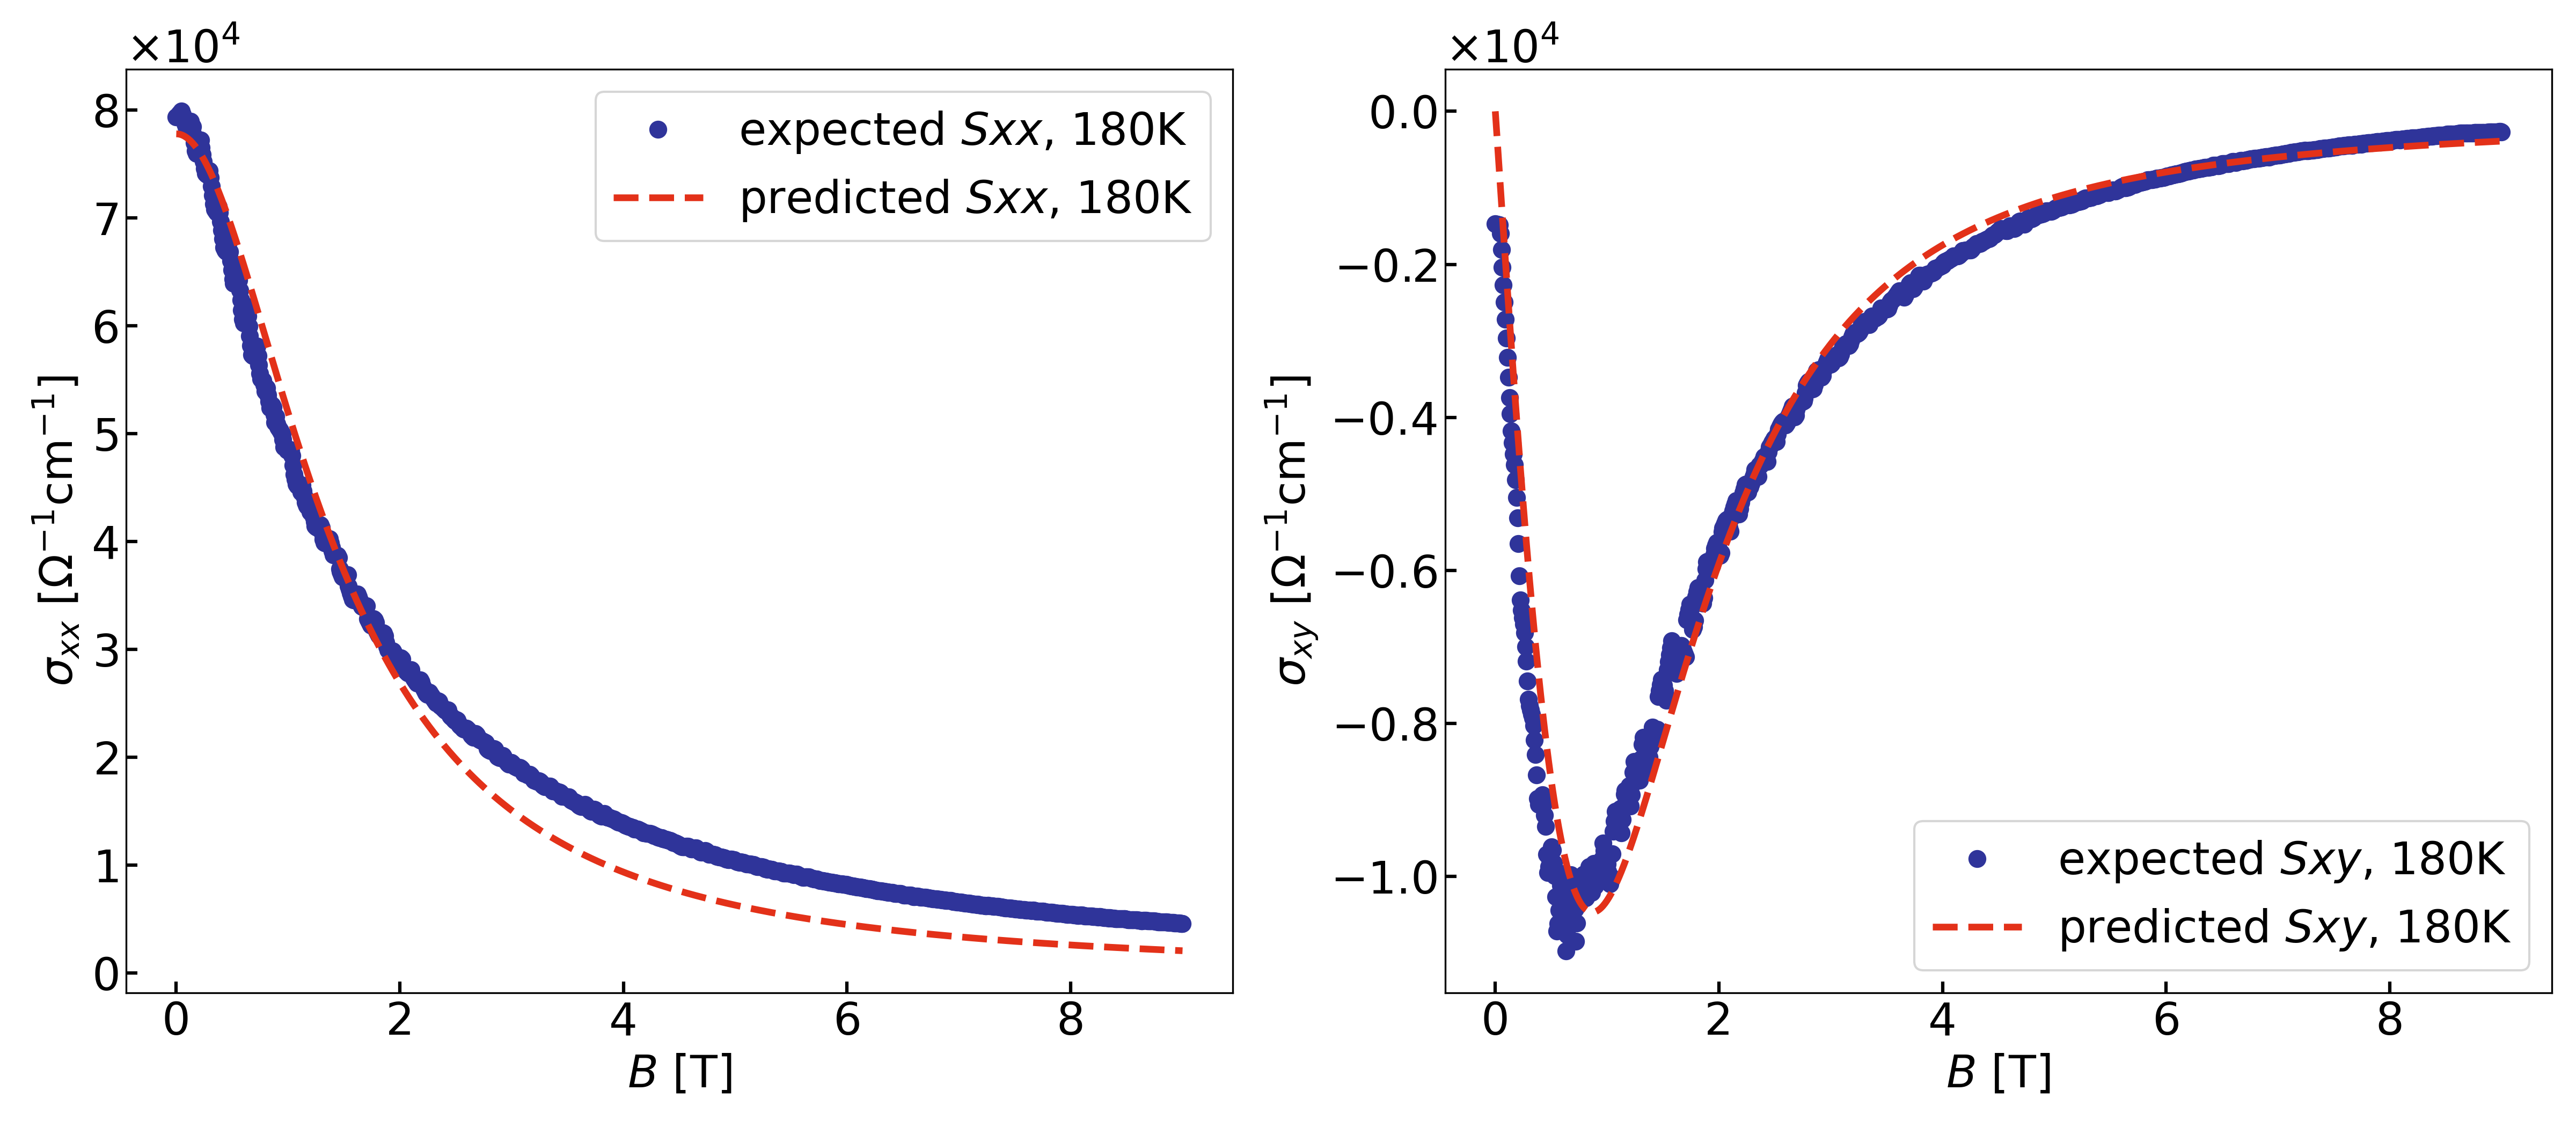 ×10⁴
8
7
6
5
4
3
2
1
0
σxx [Ω⁻¹cm⁻¹]
expected Sxx, 180K
predicted Sxx, 180K
0 2 4 6 8
B [T]
×10⁴
0.0
−0.2
−0.4
−0.6
−0.8
−1.0
σxy [Ω⁻¹cm⁻¹]
expected Sxy, 180K
predicted Sxy, 180K
0 2 4 6 8
B [T]